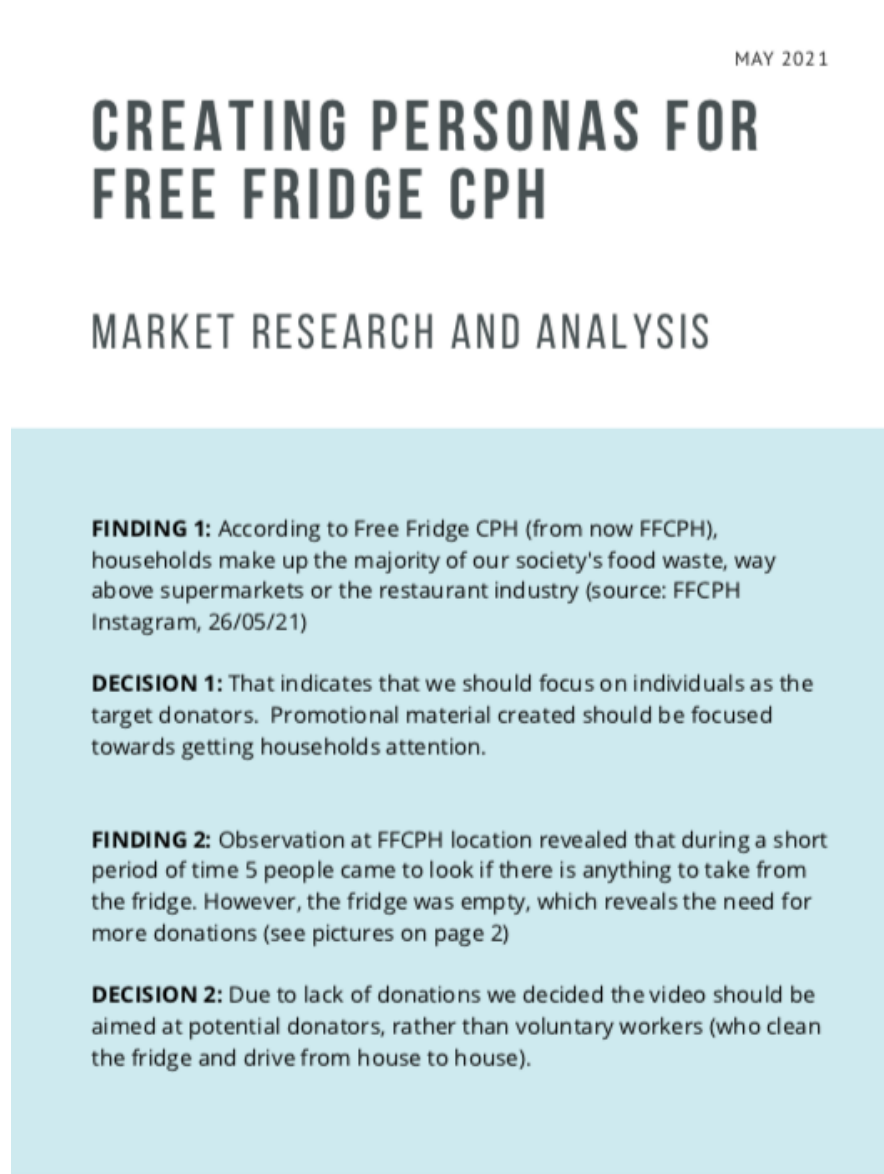 MAY 2021
CREATING PERSONAS FOR
FREE FRIDGE CPH
MARKET RESEARCH AND ANALYSIS
FINDING 1: According to Free Fridge CPH (from now FFCPH),
households make up the majority of our society's food waste, way
above supermarkets or the restaurant industry (source: FFCPH
Instagram, 26/05/21)
DECISION 1: That indicates that we should focus on individuals as the
target donators.  Promotional material created should be focused
towards getting households attention.
FINDING 2: Observation at FFCPH location revealed that during a short
period of time 5 people came to look if there is anything to take from
the fridge. However, the fridge was empty, which reveals the need for
more donations (see pictures on page 2)
DECISION 2: Due to lack of donations we decided the video should be
aimed at potential donators, rather than voluntary workers (who clean
the fridge and drive from house to house).